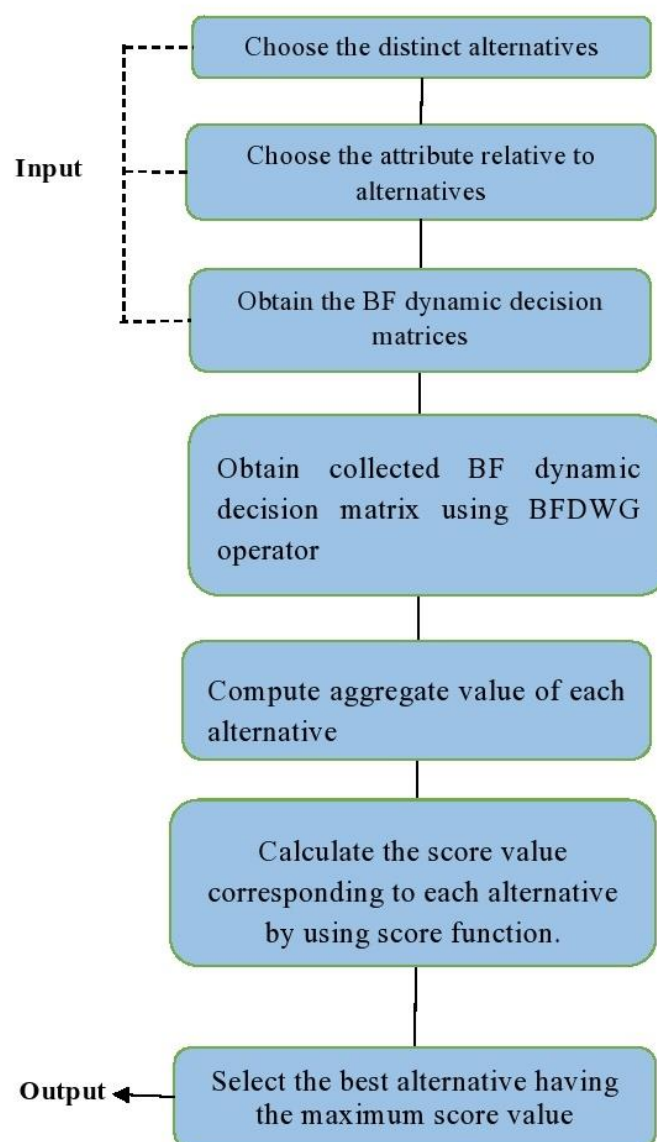 Choose the distinct alternatives
Input
Choose the attribute relative to
alternatives
Obtain the BF dynamic decision
matrices
Obtain collected BF dynamic
decision matrix using BFDWG
operator
Compute aggregate value of each
alternative
Calculate the score value
corresponding to each alternative
by using score function.
Output
Select the best alternative having
the maximum score value